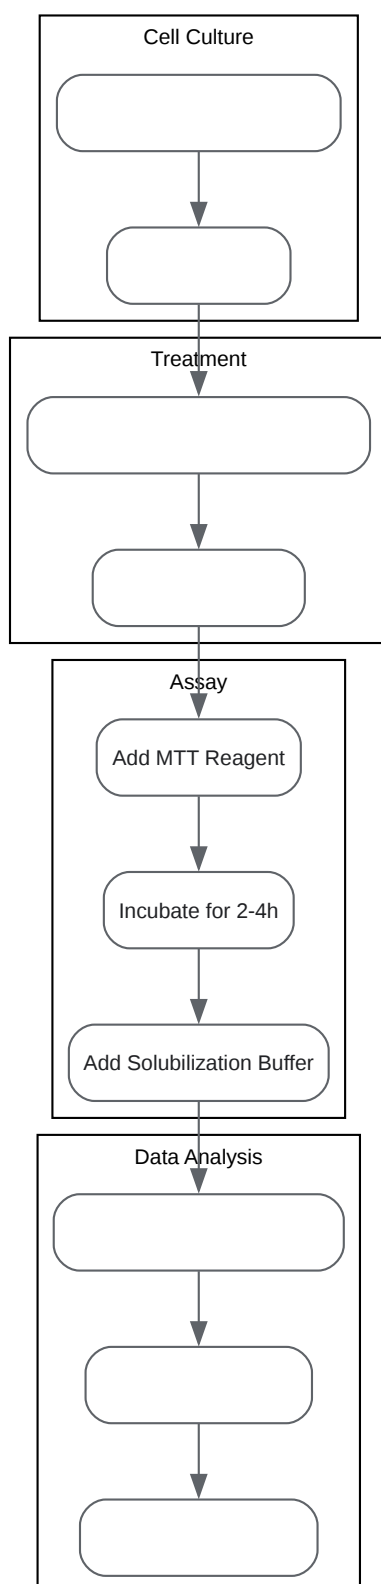 Cell Culture
Treatment
Assay
Add MTT Reagent
Incubate for 2-4h
Add Solubilization Buffer
Data Analysis